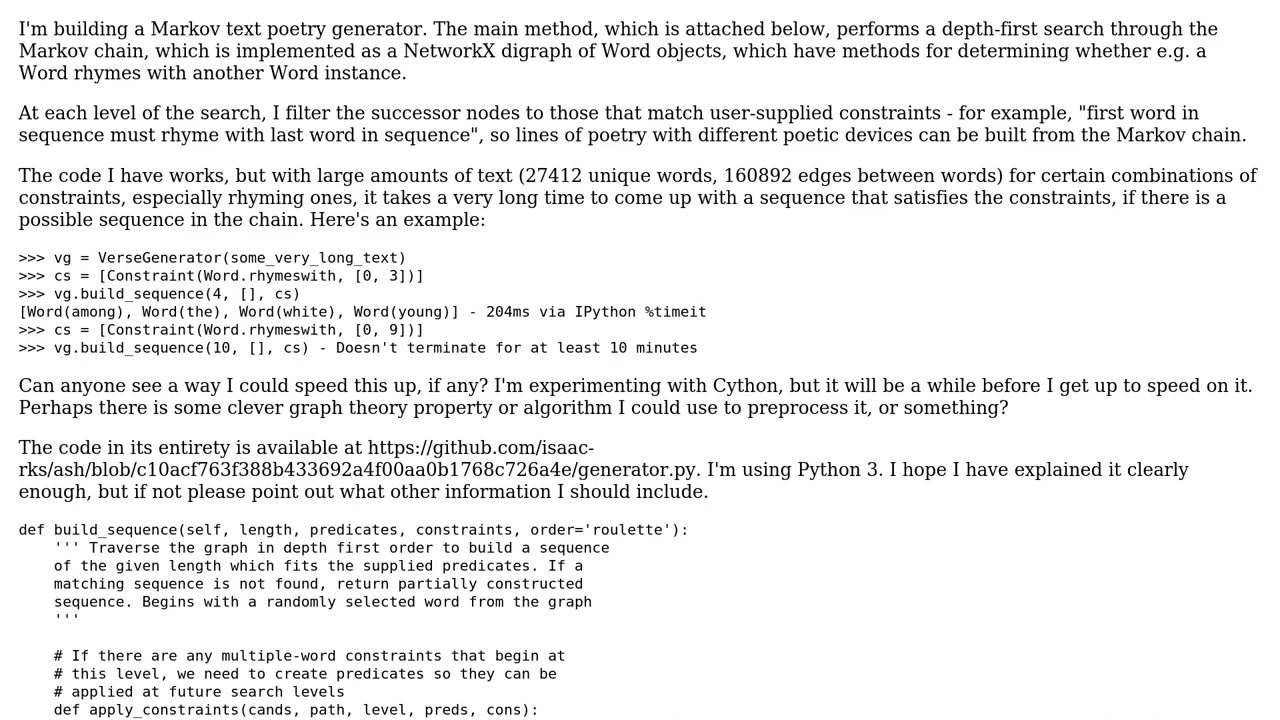 I'm building a Markov text poetry generator. The main method, which is attached below, performs a depth-first search through the
Markov chain, which is implemented as a NetworkX digraph of Word objects, which have methods for determining whether e.g. a
Word rhymes with another Word instance.
At each level of the search, I filter the successor nodes to those that match user-supplied constraints - for example, "first word in
sequence must rhyme with last word in sequence", so lines of poetry with different poetic devices can be built from the Markov chain.
The code I have works, but with large amounts of text (27412 unique words, 160892 edges between words) for certain combinations of
constraints, especially rhyming ones, it takes a very long time to come up with a sequence that satisfies the constraints, if there is a
possible sequence in the chain. Here's an example:
>>> vg = VerseGenerator(some_very_long_text)
>>> cs = [Constraint(Word.rhymeswith, [0, 3])]
>>> vg.build_sequence(4, [], cs)
[Word(among), Word(the), Word(white), Word(young)] - 204ms via IPython %timeit
>>> cs = [Constraint(Word.rhymeswith, [0, 9])]
>>> vg.build_sequence(10, [], cs) - Doesn't terminate for at least 10 minutes
Can anyone see a way I could speed this up, if any? I'm experimenting with Cython, but it will be a while before I get up to speed on it.
Perhaps there is some clever graph theory property or algorithm I could use to preprocess it, or something?
The code in its entirety is available at https://github.com/isaac-
rks/ash/blob/c10acf763f388b433692a4f00aa0b1768c726a4e/generator.py. I'm using Python 3. I hope I have explained it clearly
enough, but if not please point out what other information I should include.
def build_sequence(self, length, predicates, constraints, order='roulette'):
    ''' Traverse the graph in depth first order to build a sequence
    of the given length which fits the supplied predicates. If a
    matching sequence is not found, return partially constructed
    sequence. Begins with a randomly selected word from the graph
    '''
    # If there are any multiple-word constraints that begin at
    # this level, we need to create predicates so they can be
    # applied at future search levels
    def apply_constraints(cands, path, level, preds, cons):